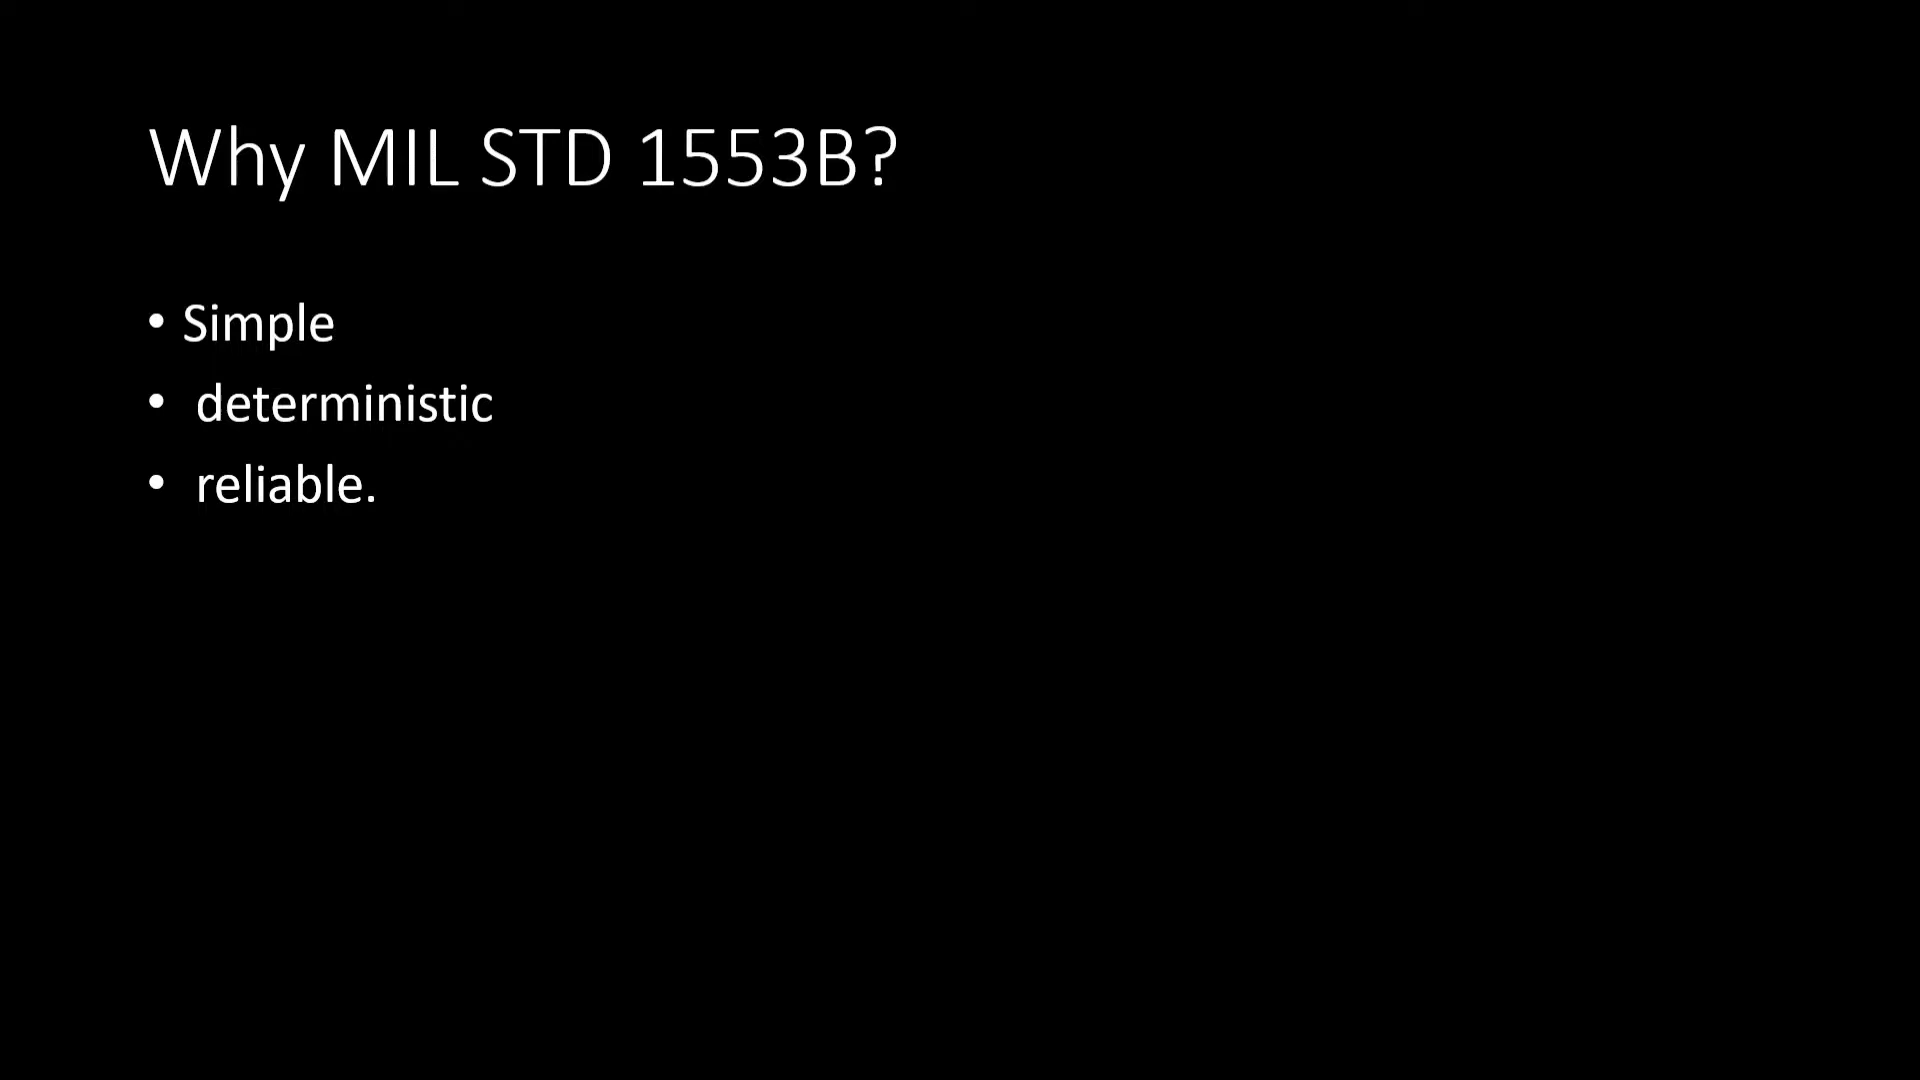 Why MIL STD 1553B?
• Simple
• deterministic
• reliable.